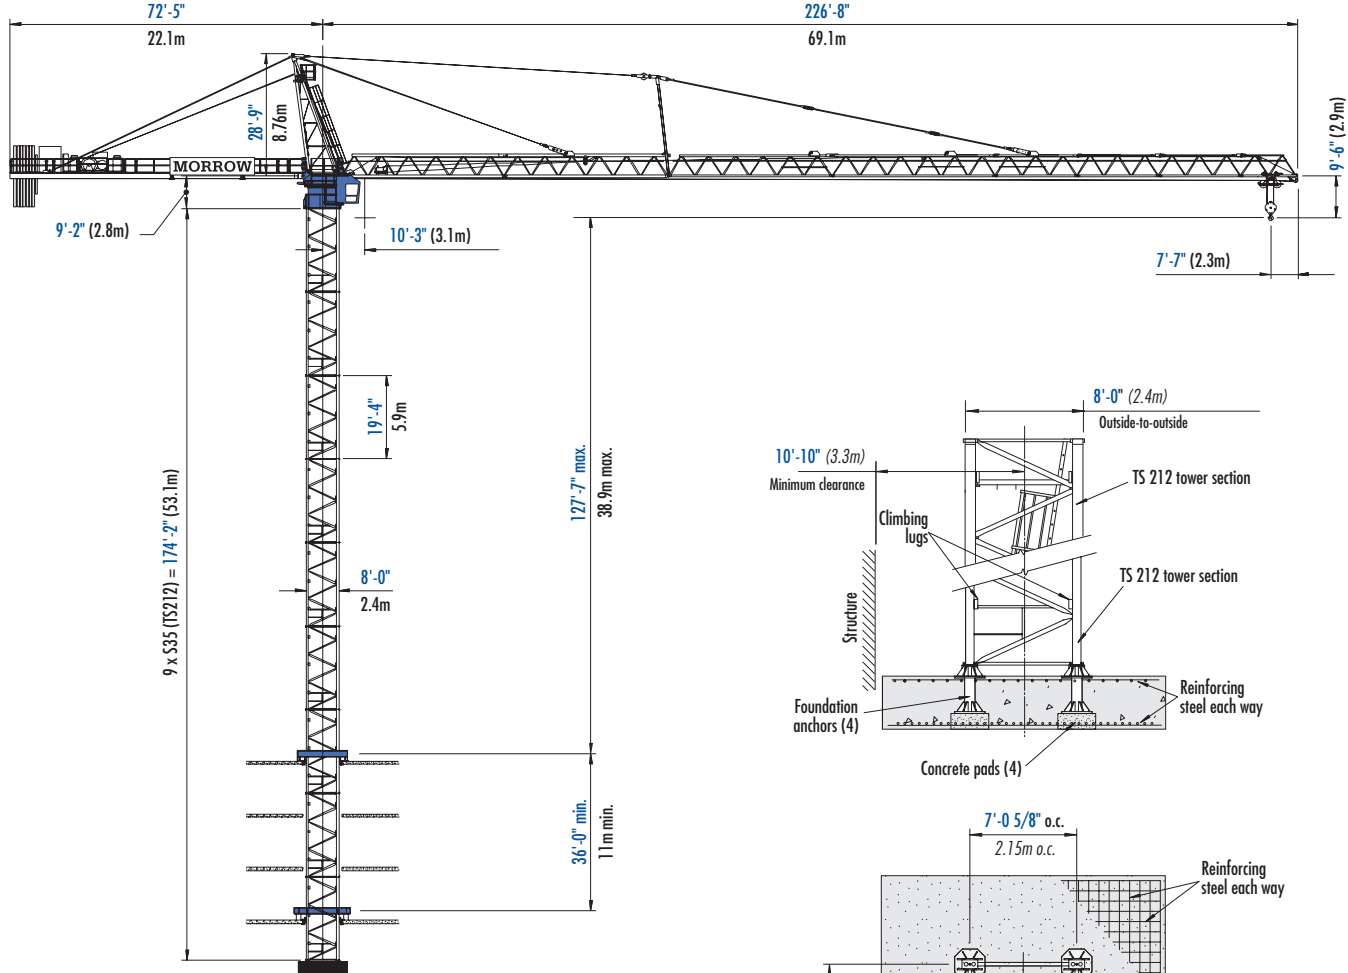 72'-5"
22.1m
226'-8"
69.1m
28'-9"
8.76m
9'-6" (2.9m)
MORROW
9'-2" (2.8m)
10'-3" (3.1m)
7'-7" (2.3m)
19'-4"
5.9m
127'-7" max.
38.9m max.
9 x S35 (TS212) = 174'-2" (53.1m)
8'-0"
2.4m
36'-0" min.
11m min.
8'-0" (2.4m)
Outside-to-outside
10'-10" (3.3m)
Minimum clearance
TS 212 tower section
Climbing
lugs
TS 212 tower section
Structure
Foundation
anchors (4)
Reinforcing
steel each way
Concrete pads (4)
7'-0 5/8" o.c.
2.15m o.c.
Reinforcing
steel each way